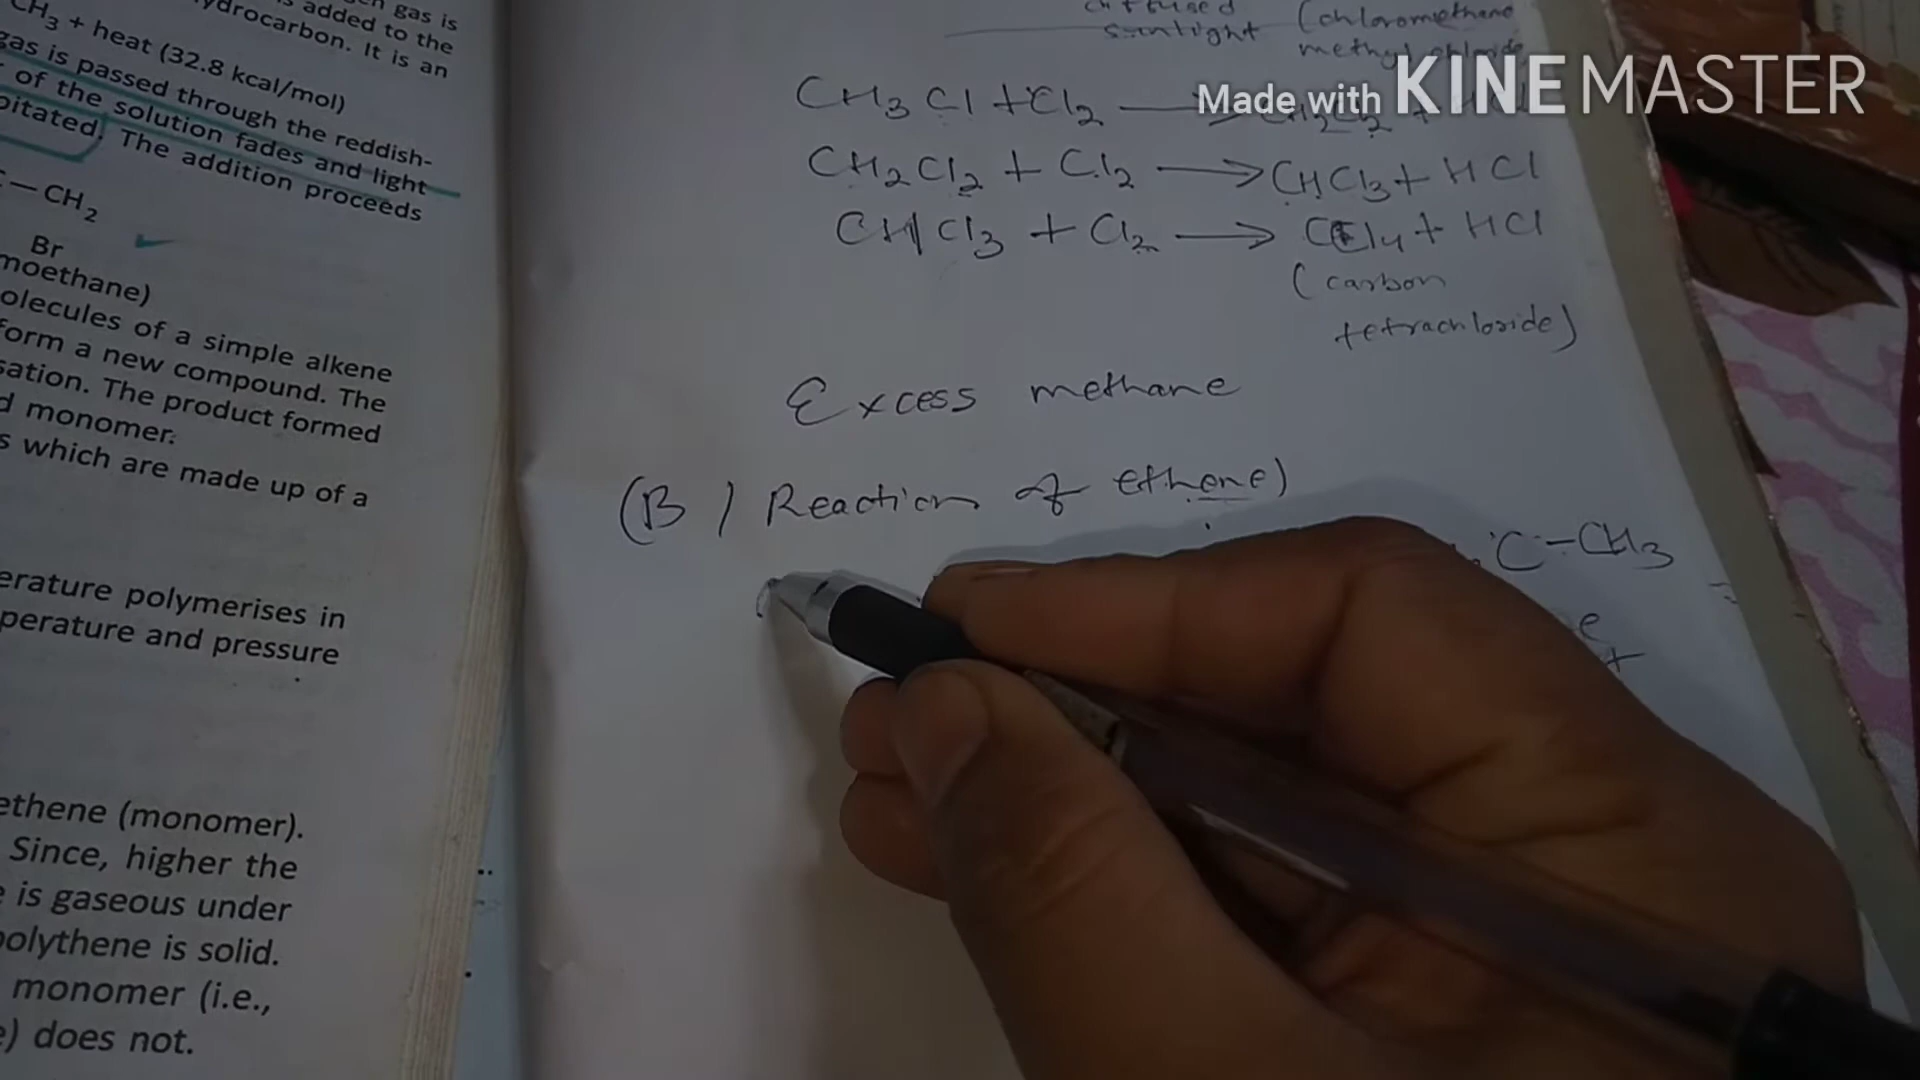 gas is
added to the
drocarbon. It is an
CH3 + heat (32.8 kcal/mol)
gas is passed through the reddish-
of the solution fades and light
pitated. The addition proceeds
— CH2
Br
moethane)
olecules of a simple alkene
form a new compound. The
sation. The product formed
d monomer.
s which are made up of a
erature polymerises in
perature and pressure
ethene (monomer).
Since, higher the
is gaseous under
polythene is solid.
monomer (i.e.,
) does not.
sunlight (chloromethane
Made with KINEMASTER
CH3Cl + Cl2 →
CH2Cl2 + Cl2 → CHCl3 + HCl
CHCl3 + Cl2 → CCl4 + HCl
(carbon
tetrachloride)
Excess methane
(B) Reaction of ethene)
C-CH3